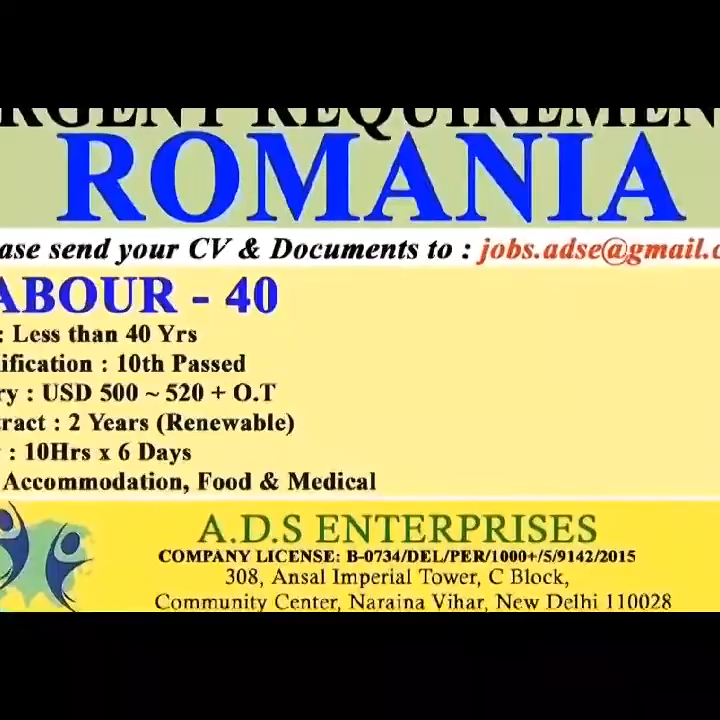 REQUIREMEN
ROMANIA
send your CV & Documents to : jobs.adse@gmail.c
ABOUR - 40
: Less than 40 Yrs
ification : 10th Passed
ry : USD 500 ~ 520 + O.T
tract : 2 Years (Renewable)
: 10Hrs x 6 Days
Accommodation, Food & Medical
A.D.S ENTERPRISES
COMPANY LICENSE: B-0734/DEL/PER/1000+/5/9142/2015
308, Ansal Imperial Tower, C Block,
Community Center, Naraina Vihar, New Delhi 110028